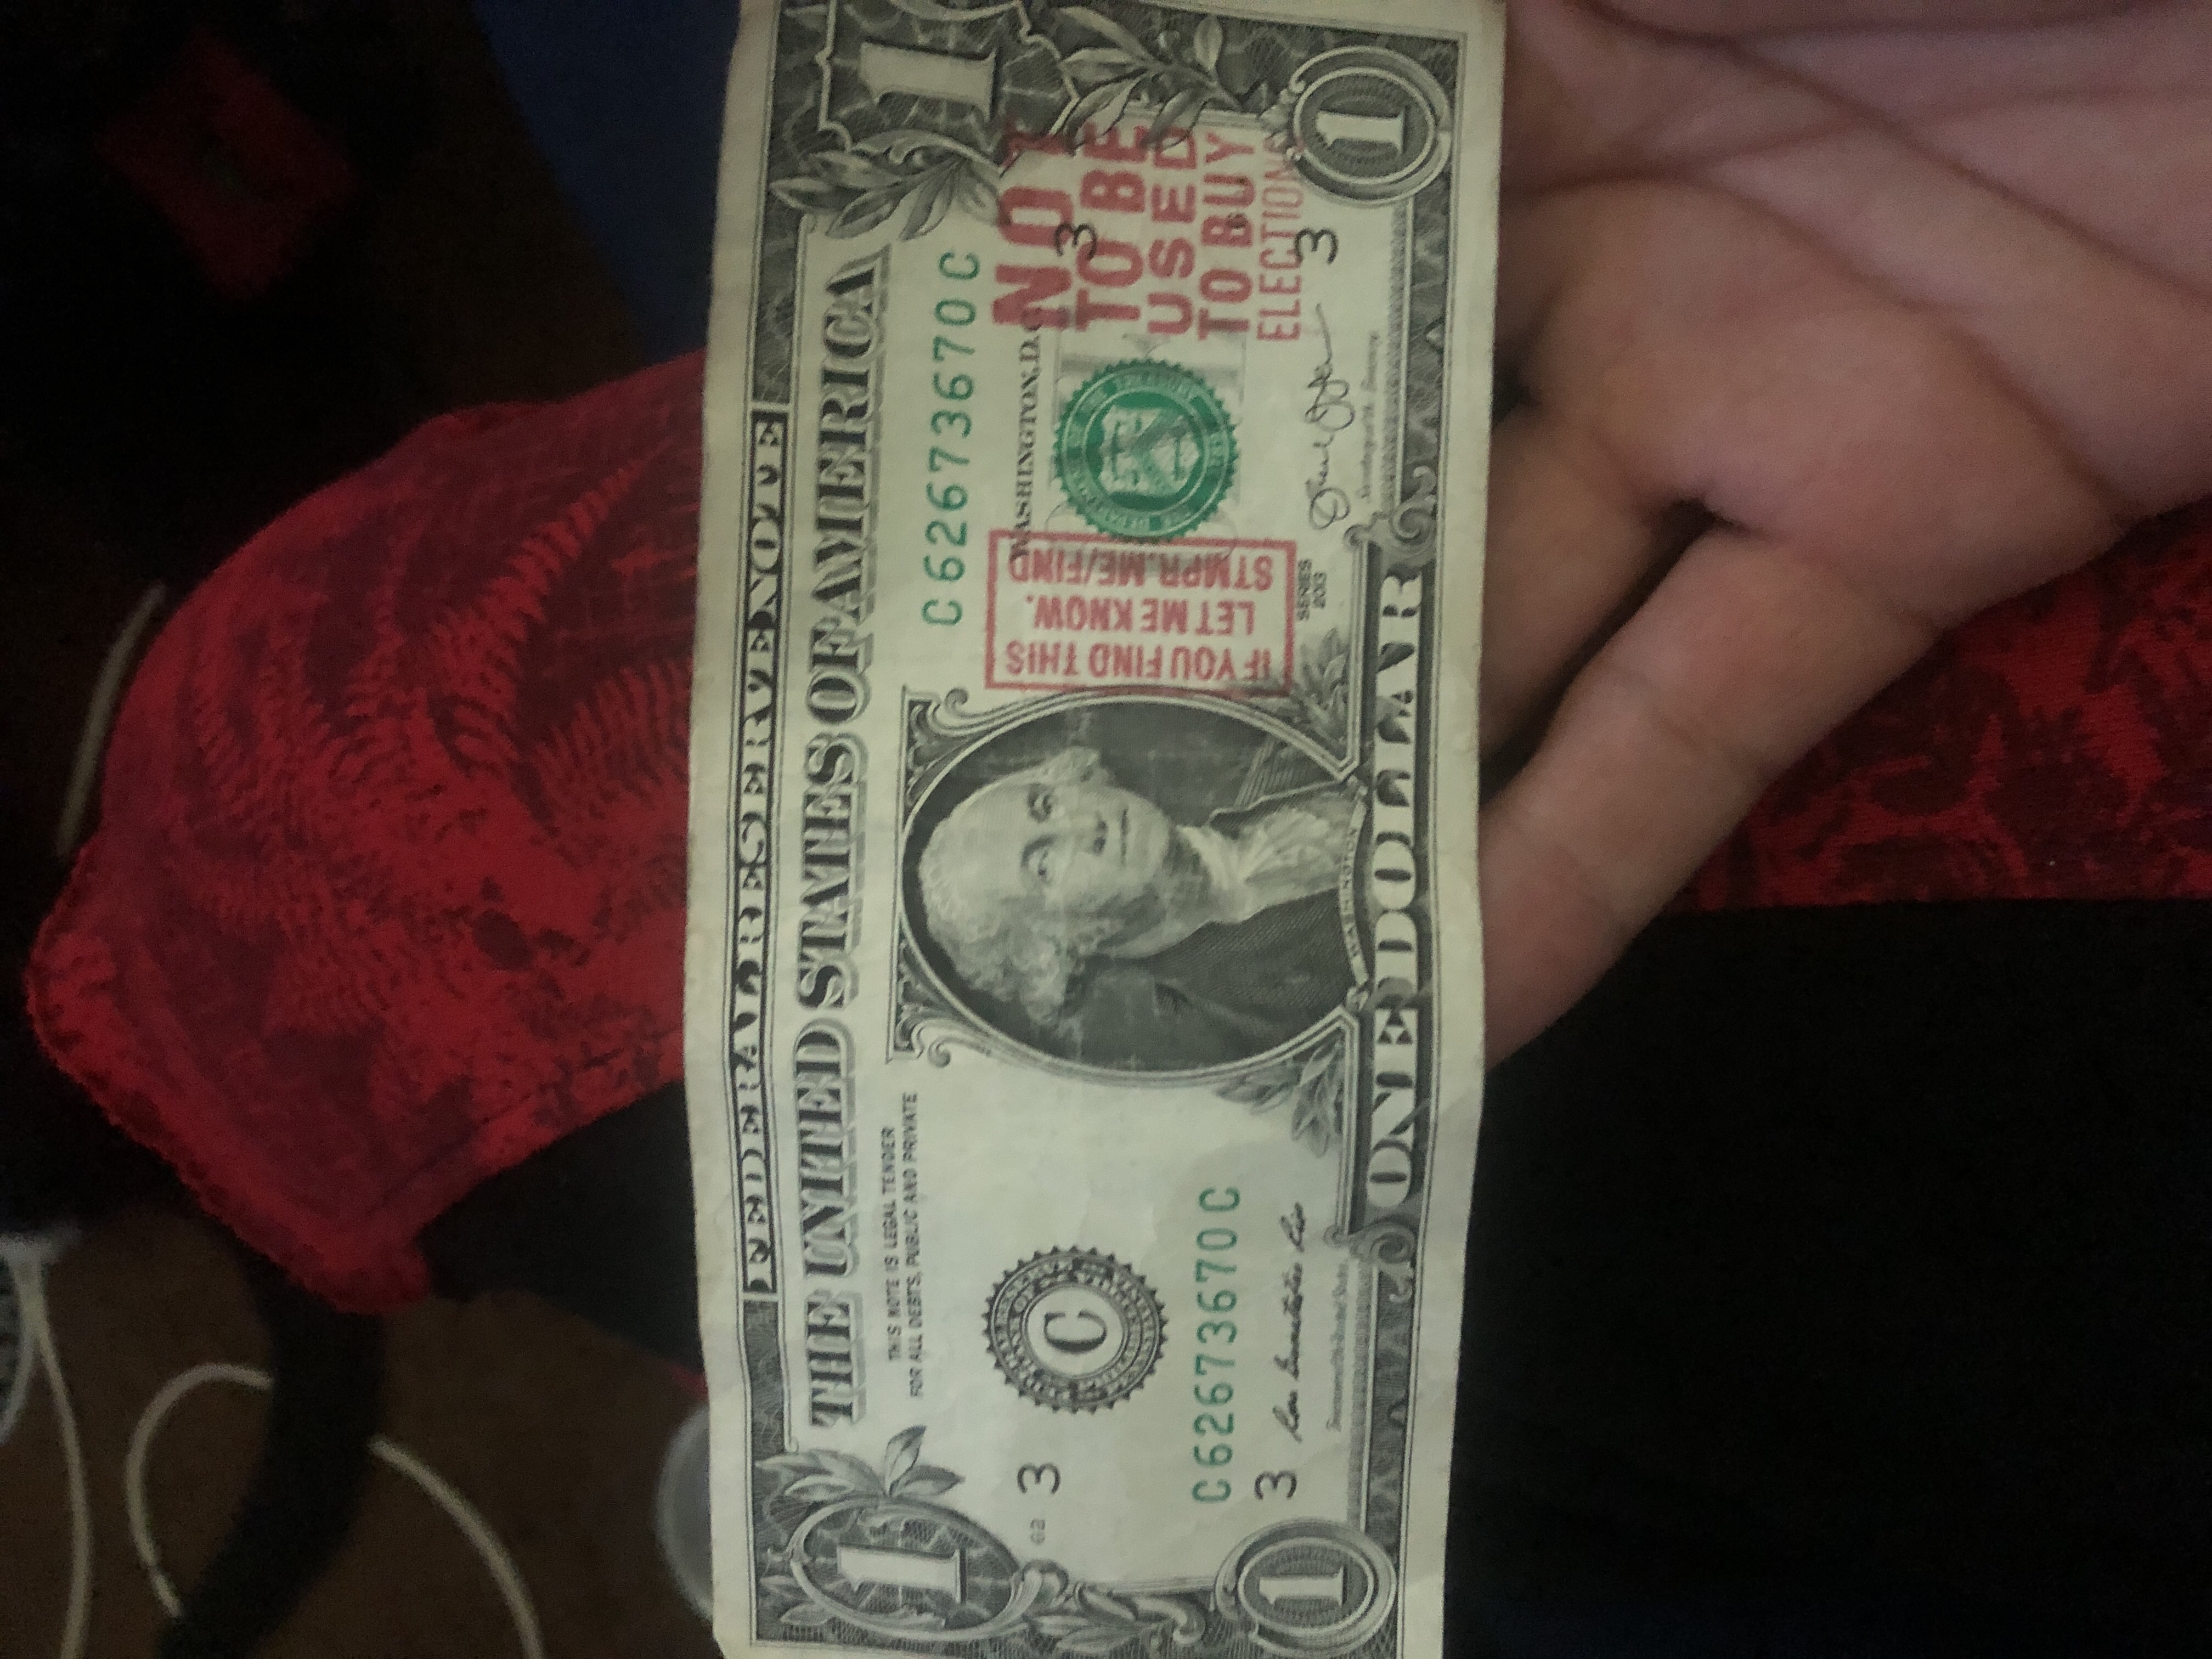 FEDERAL RESERVE NOTE
THE UNITED STATES OF AMERICA
1
1
THIS NOTE IS LEGAL TENDER
FOR ALL DEBTS, PUBLIC AND PRIVATE
C 62673670 C
WASHINGTON, D.C.
NOT
TO BE
USED
TO BUY
ELECTIONS
3
3
C
IF YOU FIND THIS
LET ME KNOW.
STMPR.ME/FIND
C 62673670 C
3
3
SERIES
2013
WASHINGTON
1
ONE DOLLAR
1